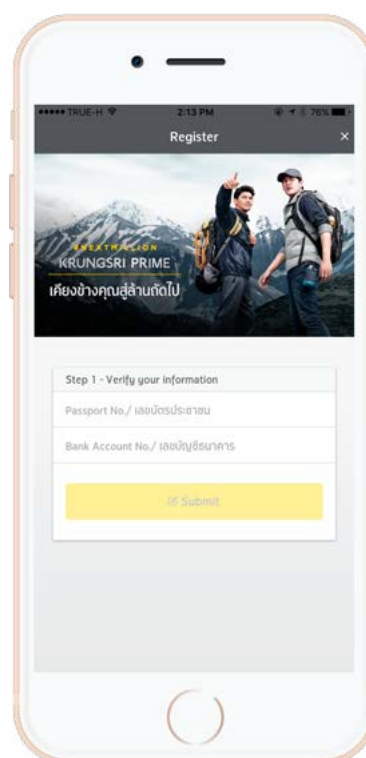 TRUE-H 2:13 PM 76%
Register ×
#NEXTMILLION
KRUNGSRI PRIME
เคียงข้างคุณสู่ล้านถัดไป
Step 1 - Verify your information
Passport No./ เลขบัตรประชาชน
Bank Account No./ เลขบัญชีธนาคาร
Submit